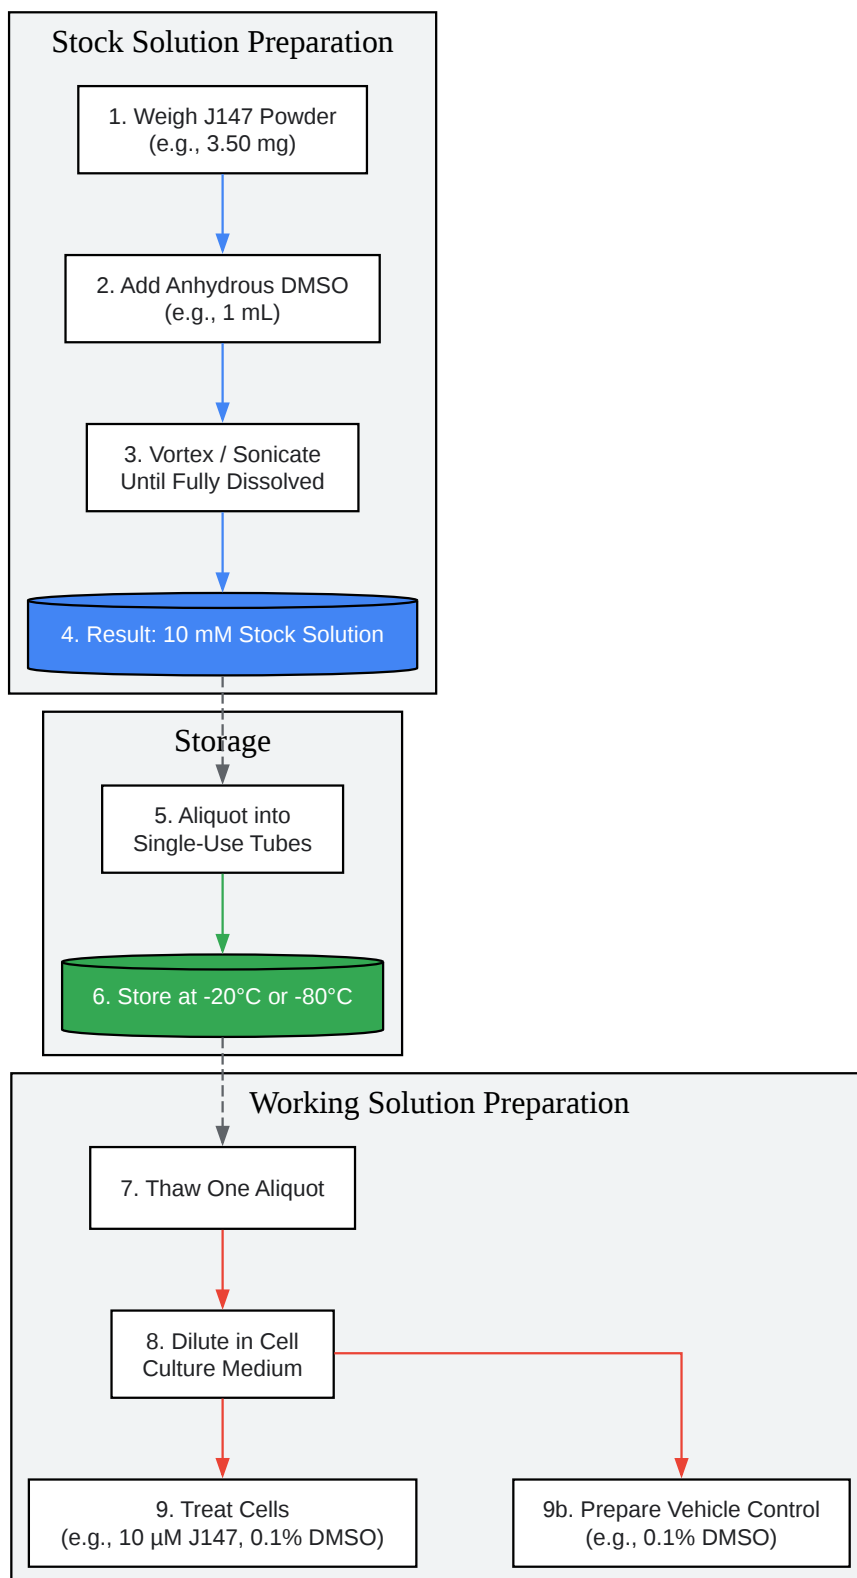 Stock Solution Preparation
1. Weigh J147 Powder
(e.g., 3.50 mg)
2. Add Anhydrous DMSO
(e.g., 1 mL)
3. Vortex / Sonicate
Until Fully Dissolved
4. Result: 10 mM Stock Solution
Storage
5. Aliquot into
Single-Use Tubes
6. Store at -20°C or -80°C
Working Solution Preparation
7. Thaw One Aliquot
8. Dilute in Cell
Culture Medium
9. Treat Cells
(e.g., 10 µM J147, 0.1% DMSO)
9b. Prepare Vehicle Control
(e.g., 0.1% DMSO)